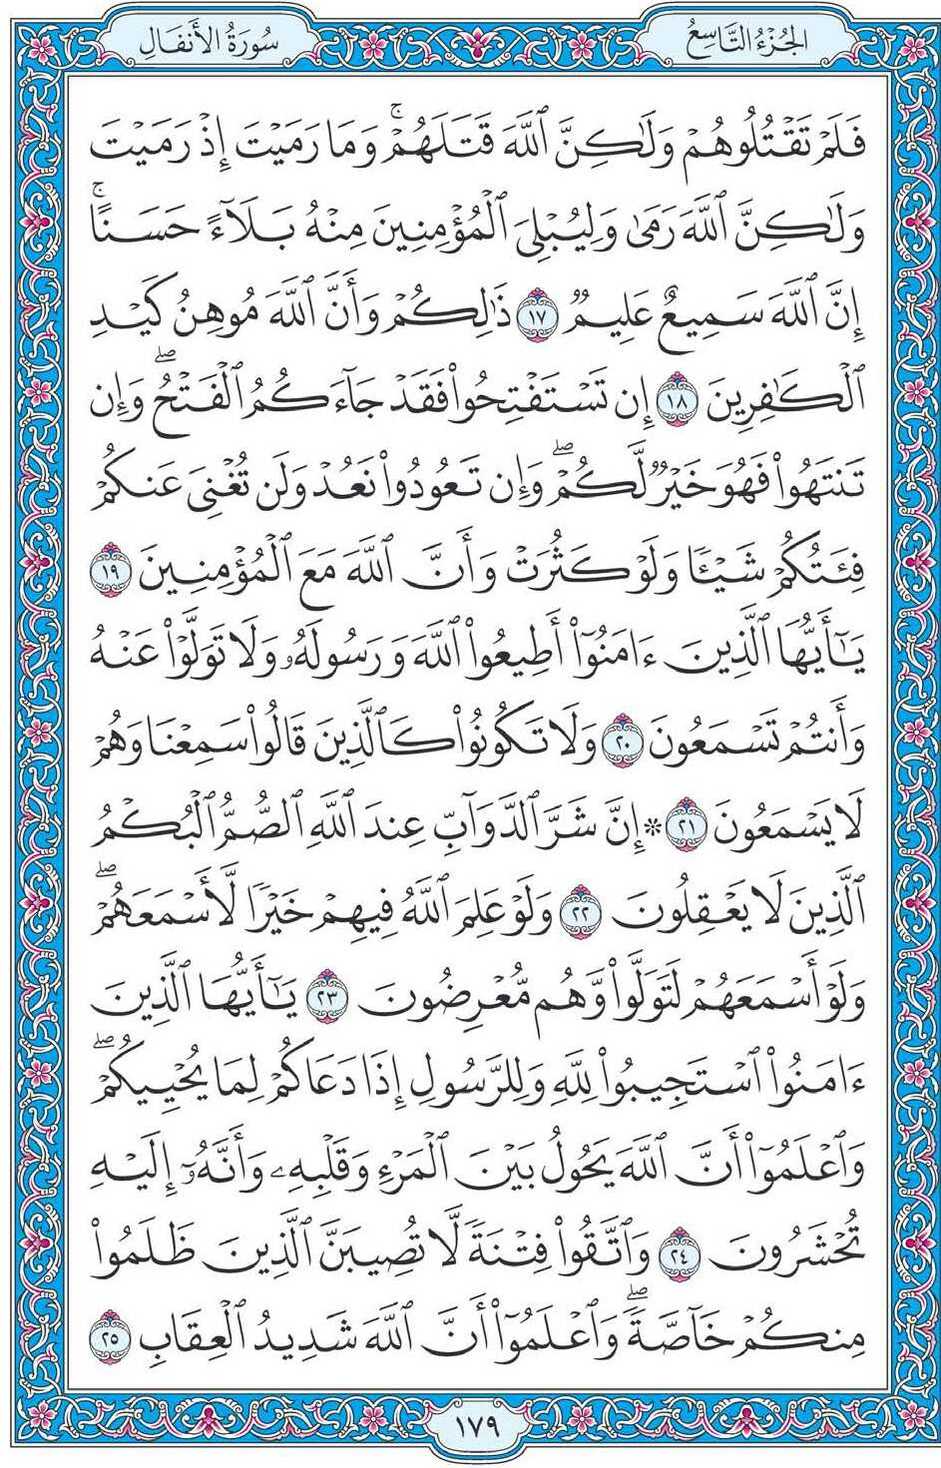 الجُزْءُ التَّاسِعُ
سُورَةُ الأَنفَالِ
فَلَمْ تَقْتُلُوهُمْ وَلَٰكِنَّ ٱللَّهَ قَتَلَهُمْۚ وَمَا رَمَيْتَ إِذْ رَمَيْتَ
وَلَٰكِنَّ ٱللَّهَ رَمَىٰ وَلِيُبْلِىَ ٱلْمُؤْمِنِينَ مِنْهُ بَلَآءً حَسَنًاۚ
إِنَّ ٱللَّهَ سَمِيعٌ عَلِيمٌ ١٧ ذَٰلِكُمْ وَأَنَّ ٱللَّهَ مُوهِنُ كَيْدِ
ٱلْكَٰفِرِينَ ١٨ إِن تَسْتَفْتِحُوا۟ فَقَدْ جَآءَكُمُ ٱلْفَتْحُۖ وَإِن
تَنتَهُوا۟ فَهُوَ خَيْرٌ لَّكُمْۖ وَإِن تَعُودُوا۟ نَعُدْ وَلَن تُغْنِىَ عَنكُمْ
فِئَتُكُمْ شَيْـًٔا وَلَوْ كَثُرَتْ وَأَنَّ ٱللَّهَ مَعَ ٱلْمُؤْمِنِينَ ١٩
يَٰٓأَيُّهَا ٱلَّذِينَ ءَامَنُوٓا۟ أَطِيعُوا۟ ٱللَّهَ وَرَسُولَهُۥ وَلَا تَوَلَّوْا۟ عَنْهُ
وَأَنتُمْ تَسْمَعُونَ ٢٠ وَلَا تَكُونُوا۟ كَٱلَّذِينَ قَالُوا۟ سَمِعْنَا وَهُمْ
لَا يَسْمَعُونَ ٢١ * إِنَّ شَرَّ ٱلدَّوَآبِّ عِندَ ٱللَّهِ ٱلصُّمُّ ٱلْبُكْمُ
ٱلَّذِينَ لَا يَعْقِلُونَ ٢٢ وَلَوْ عَلِمَ ٱللَّهُ فِيهِمْ خَيْرًا لَّأَسْمَعَهُمْۖ
وَلَوْ أَسْمَعَهُمْ لَتَوَلَّوا۟ وَّهُم مُّعْرِضُونَ ٢٣ يَٰٓأَيُّهَا ٱلَّذِينَ
ءَامَنُوا۟ ٱسْتَجِيبُوا۟ لِلَّهِ وَلِلرَّسُولِ إِذَا دَعَاكُمْ لِمَا يُحْيِيكُمْۖ
وَٱعْلَمُوٓا۟ أَنَّ ٱللَّهَ يَحُولُ بَيْنَ ٱلْمَرْءِ وَقَلْبِهِۦ وَأَنَّهُۥٓ إِلَيْهِ
تُحْشَرُونَ ٢٤ وَٱتَّقُوا۟ فِتْنَةً لَّا تُصِيبَنَّ ٱلَّذِينَ ظَلَمُوا۟
مِنكُمْ خَآصَّةًۖ وَٱعْلَمُوٓا۟ أَنَّ ٱللَّهَ شَدِيدُ ٱلْعِقَابِ ٢٥
١٧٩